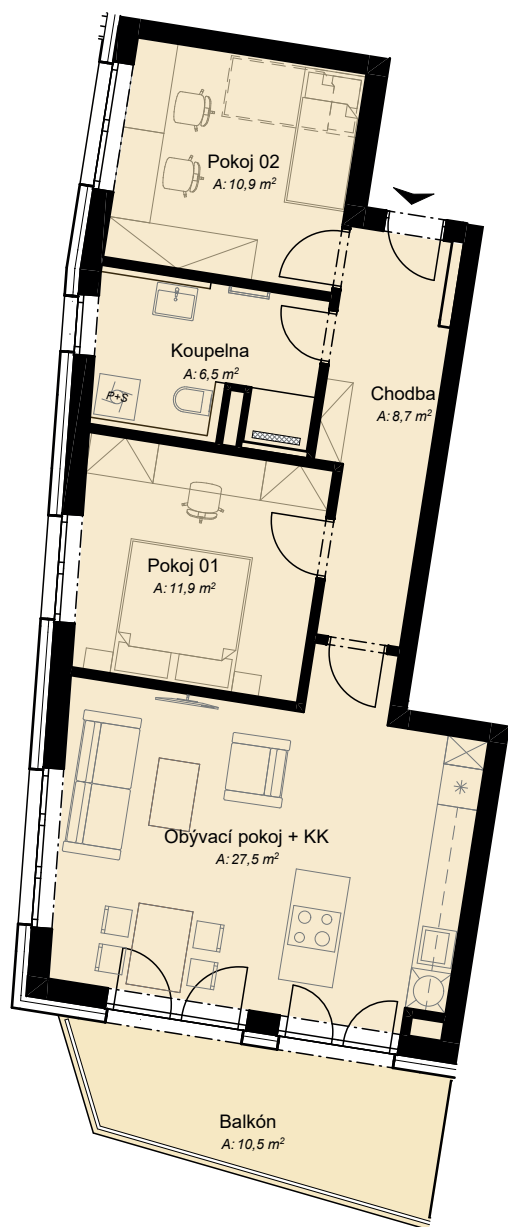 Pokoj 02
A: 10,9 m²
Koupelna
A: 6,5 m²
P+S
Chodba
A: 8,7 m²
Pokoj 01
A: 11,9 m²
Obývací pokoj + KK
A: 27,5 m²
Balkón
A: 10,5 m²